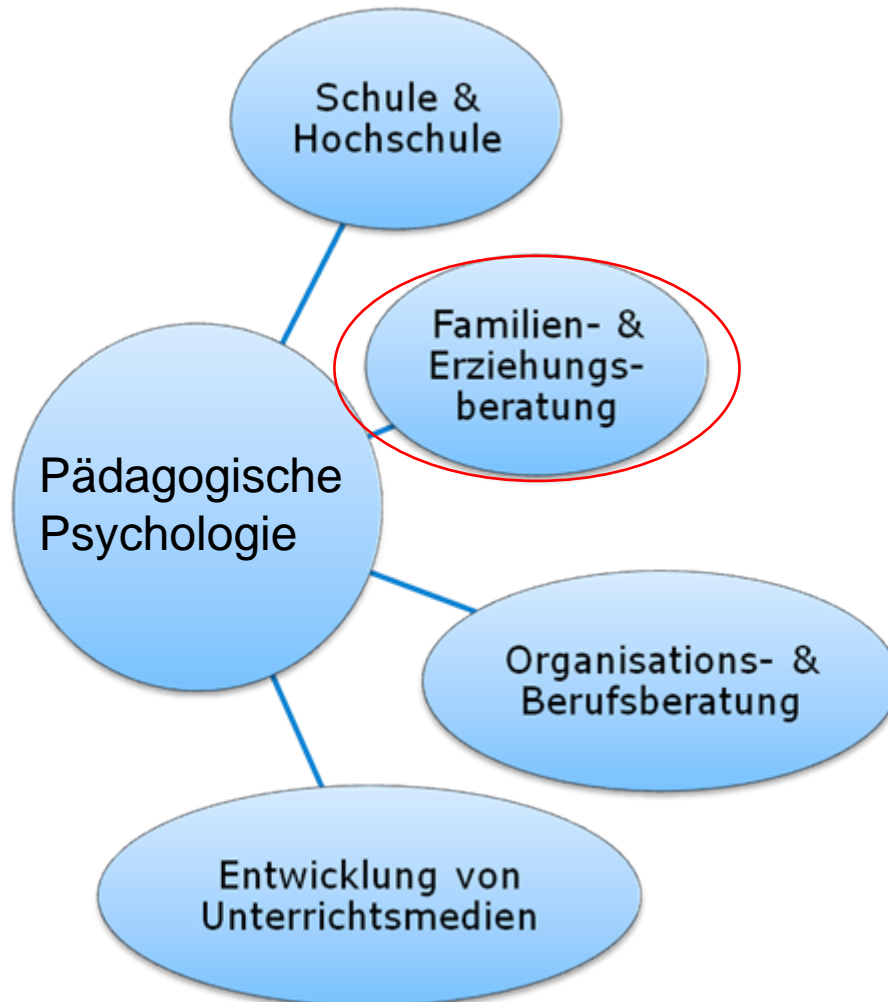 Schule &
Hochschule
Familien- &
Erziehungs-
beratung
Pädagogische
Psychologie
Organisations- &
Berufsberatung
Entwicklung von
Unterrichtsmedien